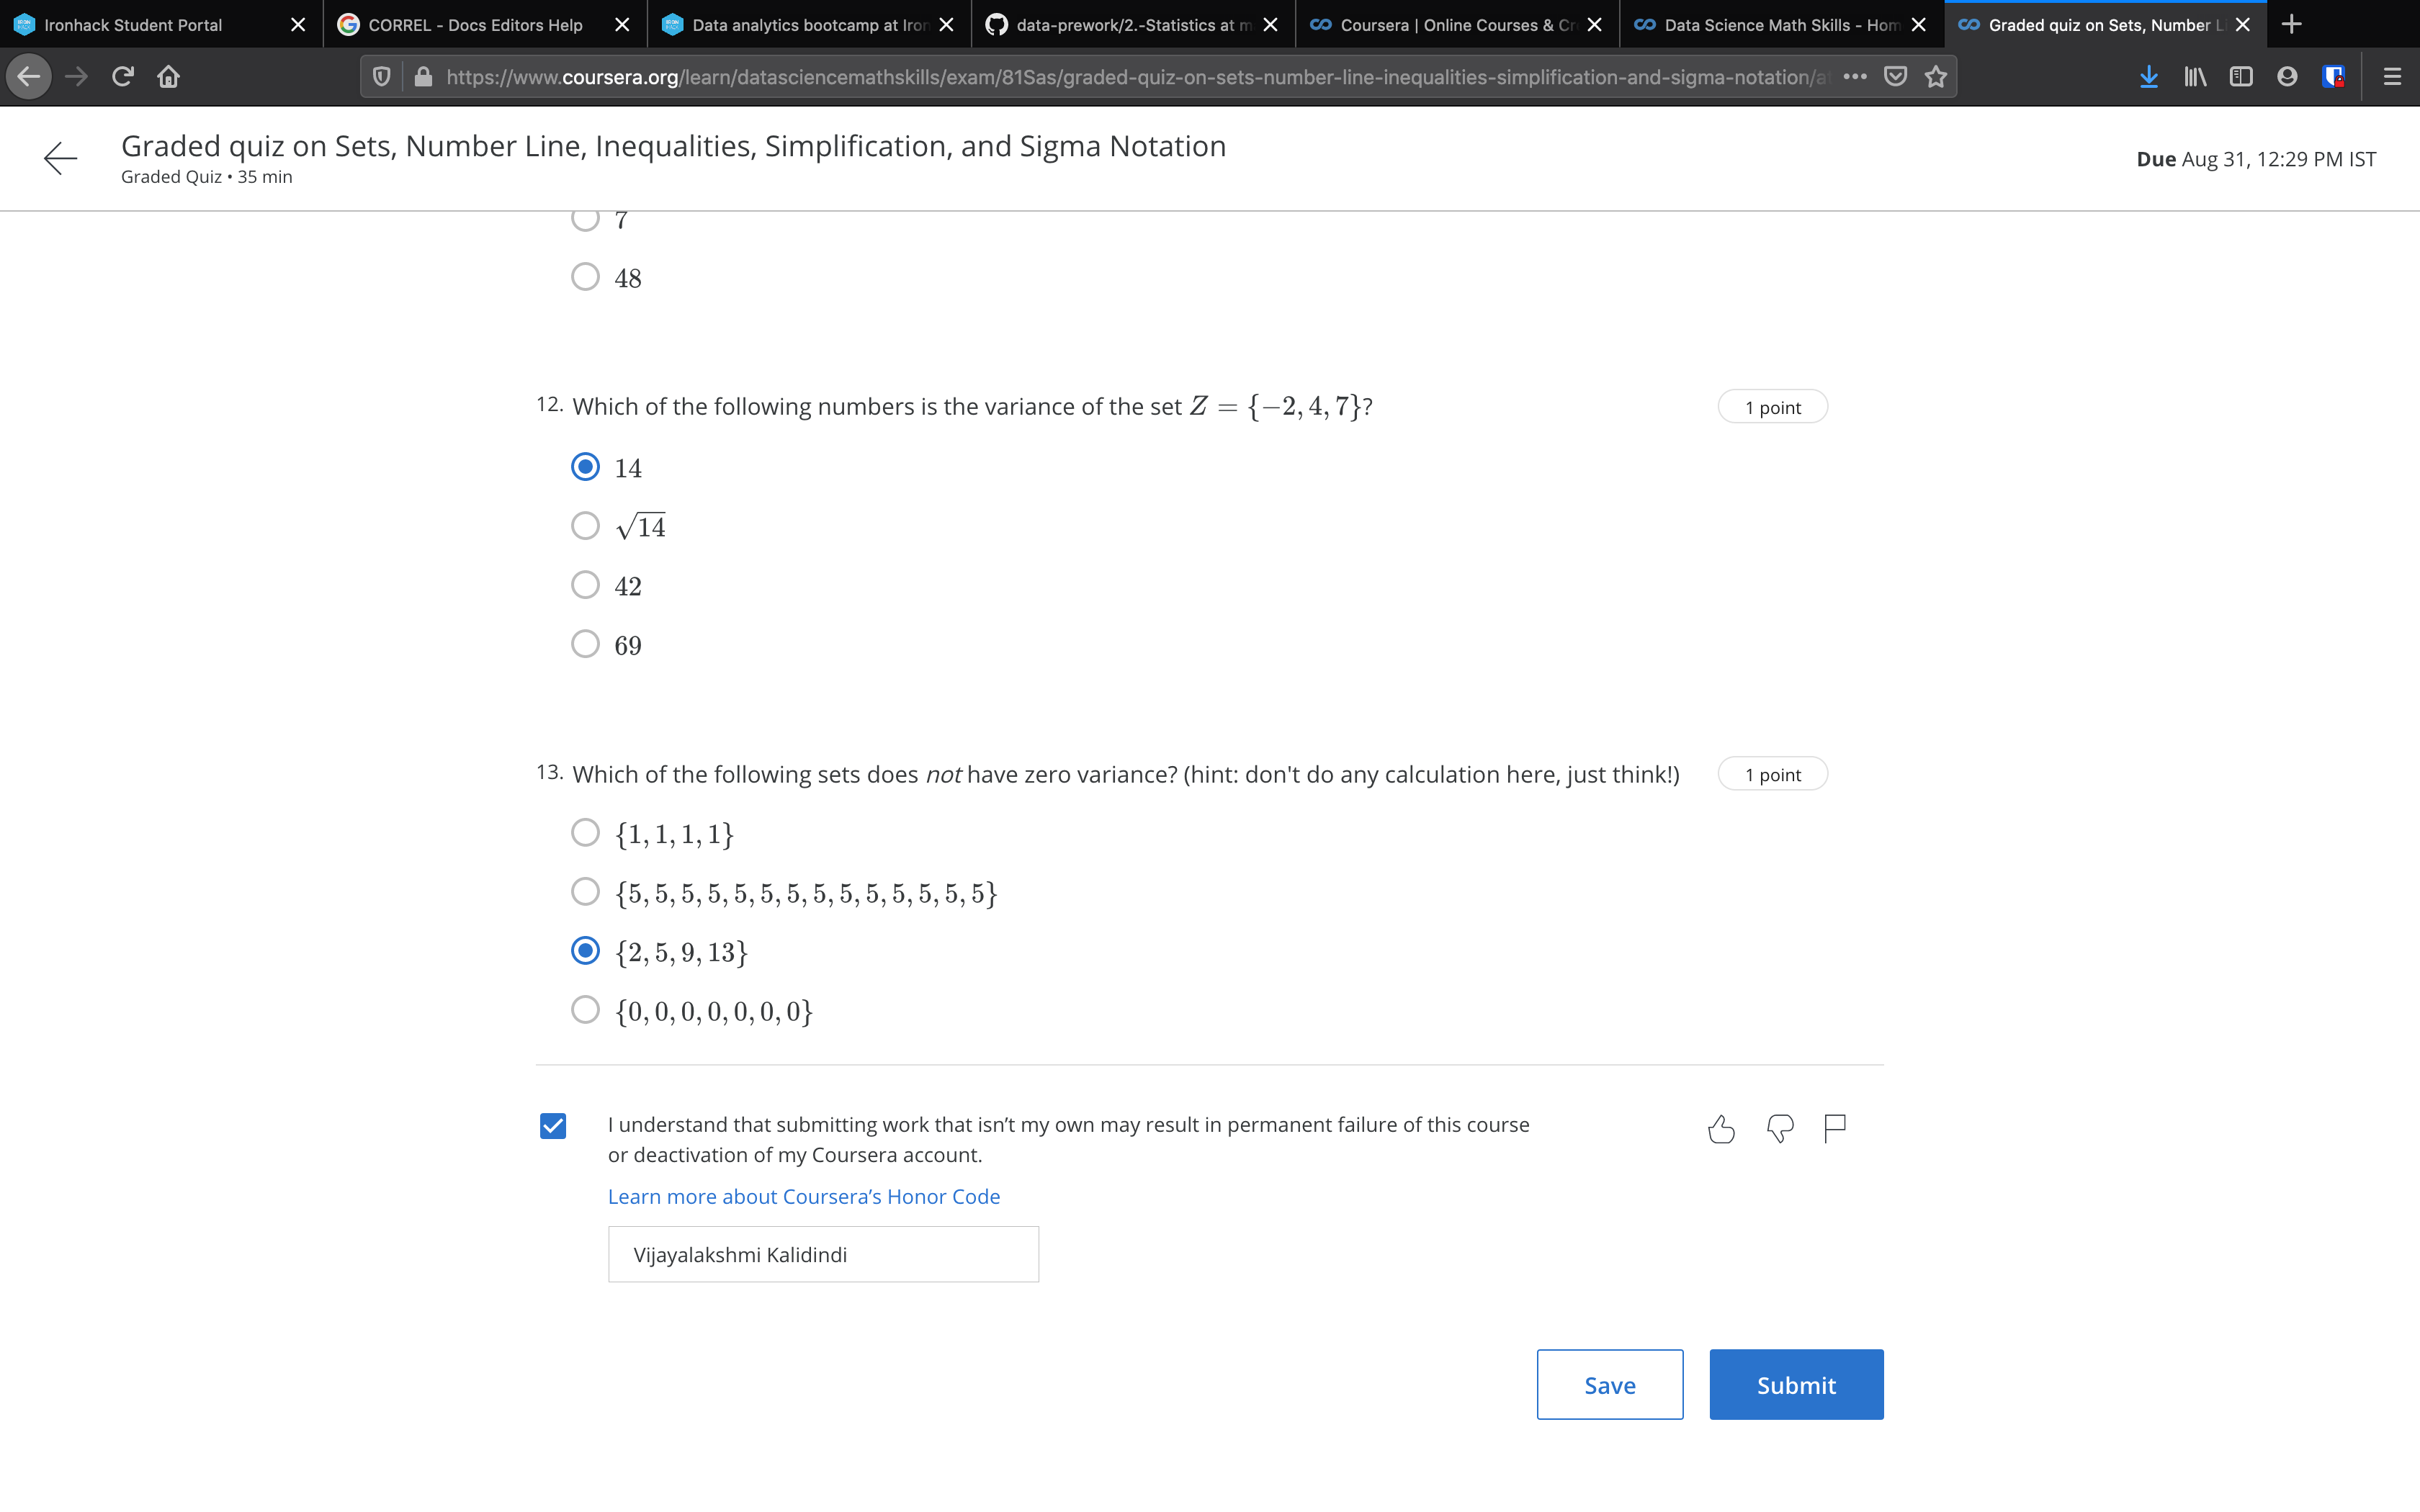 Ironhack Student Portal
CORREL - Docs Editors Help
Data analytics bootcamp at Iron
data-prework/2.-Statistics at m
Coursera | Online Courses & Cr
Data Science Math Skills - Hom
Graded quiz on Sets, Number L
https://www.coursera.org/learn/datasciencemathskills/exam/81Sas/graded-quiz-on-sets-number-line-inequalities-simplification-and-sigma-notation/at
Graded quiz on Sets, Number Line, Inequalities, Simplification, and Sigma Notation
Graded Quiz • 35 min
Due Aug 31, 12:29 PM IST
7
48
12. Which of the following numbers is the variance of the set Z = {−2, 4, 7}?
1 point
14
√14
42
69
13. Which of the following sets does not have zero variance? (hint: don't do any calculation here, just think!)
1 point
{1, 1, 1, 1}
{5, 5, 5, 5, 5, 5, 5, 5, 5, 5, 5, 5, 5, 5}
{2, 5, 9, 13}
{0, 0, 0, 0, 0, 0, 0}
I understand that submitting work that isn’t my own may result in permanent failure of this course
or deactivation of my Coursera account.
Learn more about Coursera’s Honor Code
Vijayalakshmi Kalidindi
Save
Submit